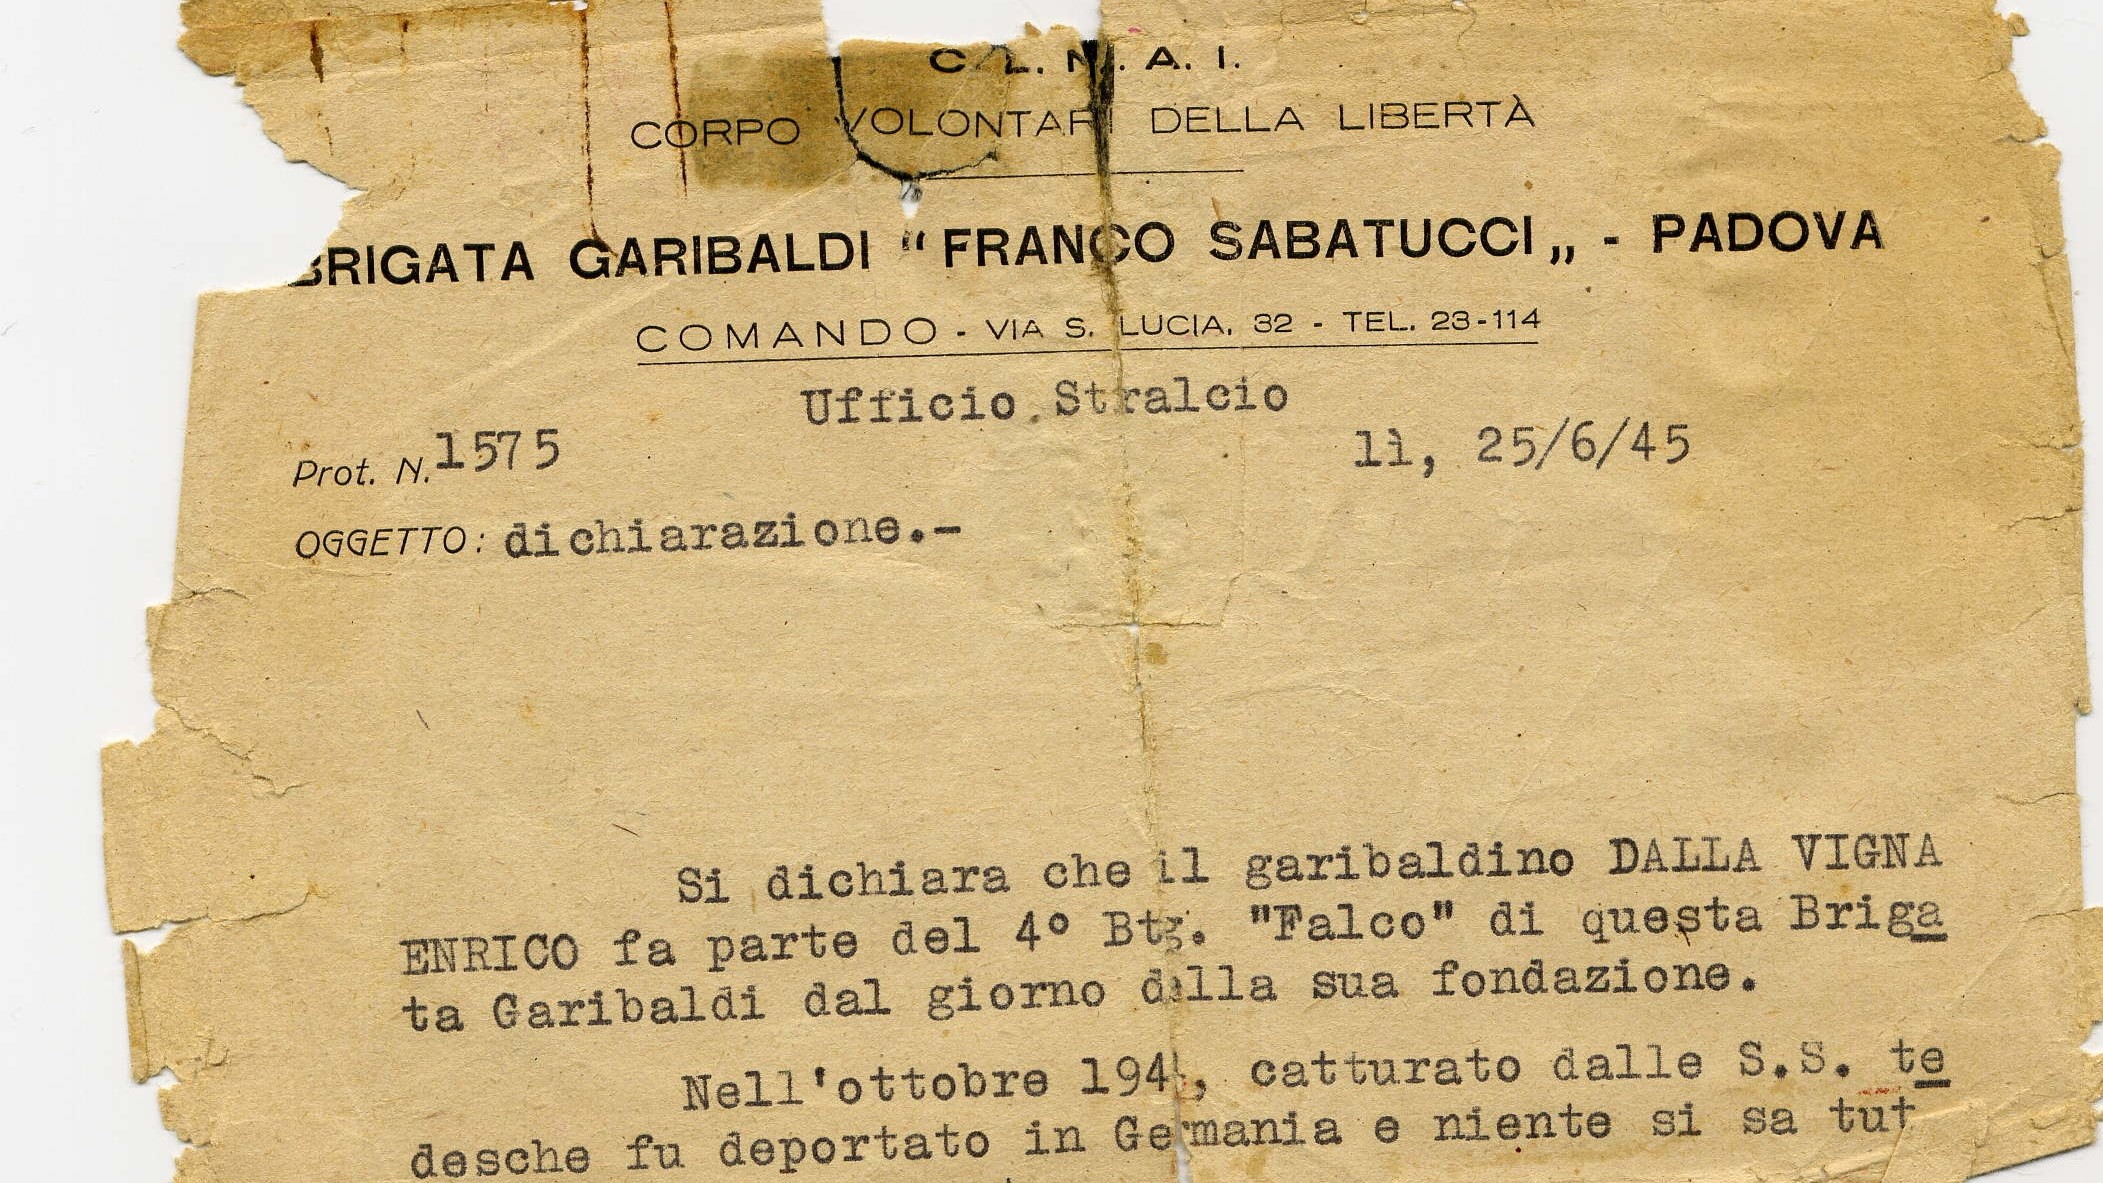 C. L. N. A. I.
CORPO VOLONTARI DELLA LIBERTÀ
BRIGATA GARIBALDI "FRANCO SABATUCCI„ - PADOVA
COMANDO - VIA S. LUCIA, 32 - TEL. 23-114
Ufficio Stralcio
Prot. N. 1575
lì, 25/6/45
OGGETTO: dichiarazione.-
Si dichiara che il garibaldino DALLA VIGNA
ENRICO fa parte del 4° Btg. "Falco" di questa Briga
ta Garibaldi dal giorno della sua fondazione.
Nell'ottobre 194, catturato dalle S.S. te
desche fu deportato in Germania e niente si sa tut